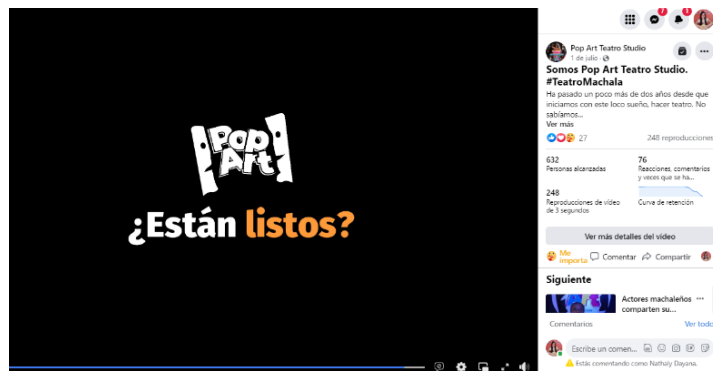 Pop
Art
¿Están listos?
7
1
Pop Art Teatro Studio
1 de julio ·
Somos Pop Art Teatro Studio.
#TeatroMachala
Ha pasado un poco más de dos años desde que
iniciamos con este loco sueño, hacer teatro. No
sabíamos...
Ver más
27
248 reproducciones
632
Personas alcanzadas
76
Reacciones, comentarios
y veces que se ha...
248
Reproducciones de vídeo
de 3 segundos
Curva de retención
Ver más detalles del vídeo
Me
importa
Comentar
Compartir
Siguiente
Actores machaleños
comparten su...
Comentarios
Ver todo
Escribe un comen...
Estás comentando como Nathaly Dayana.